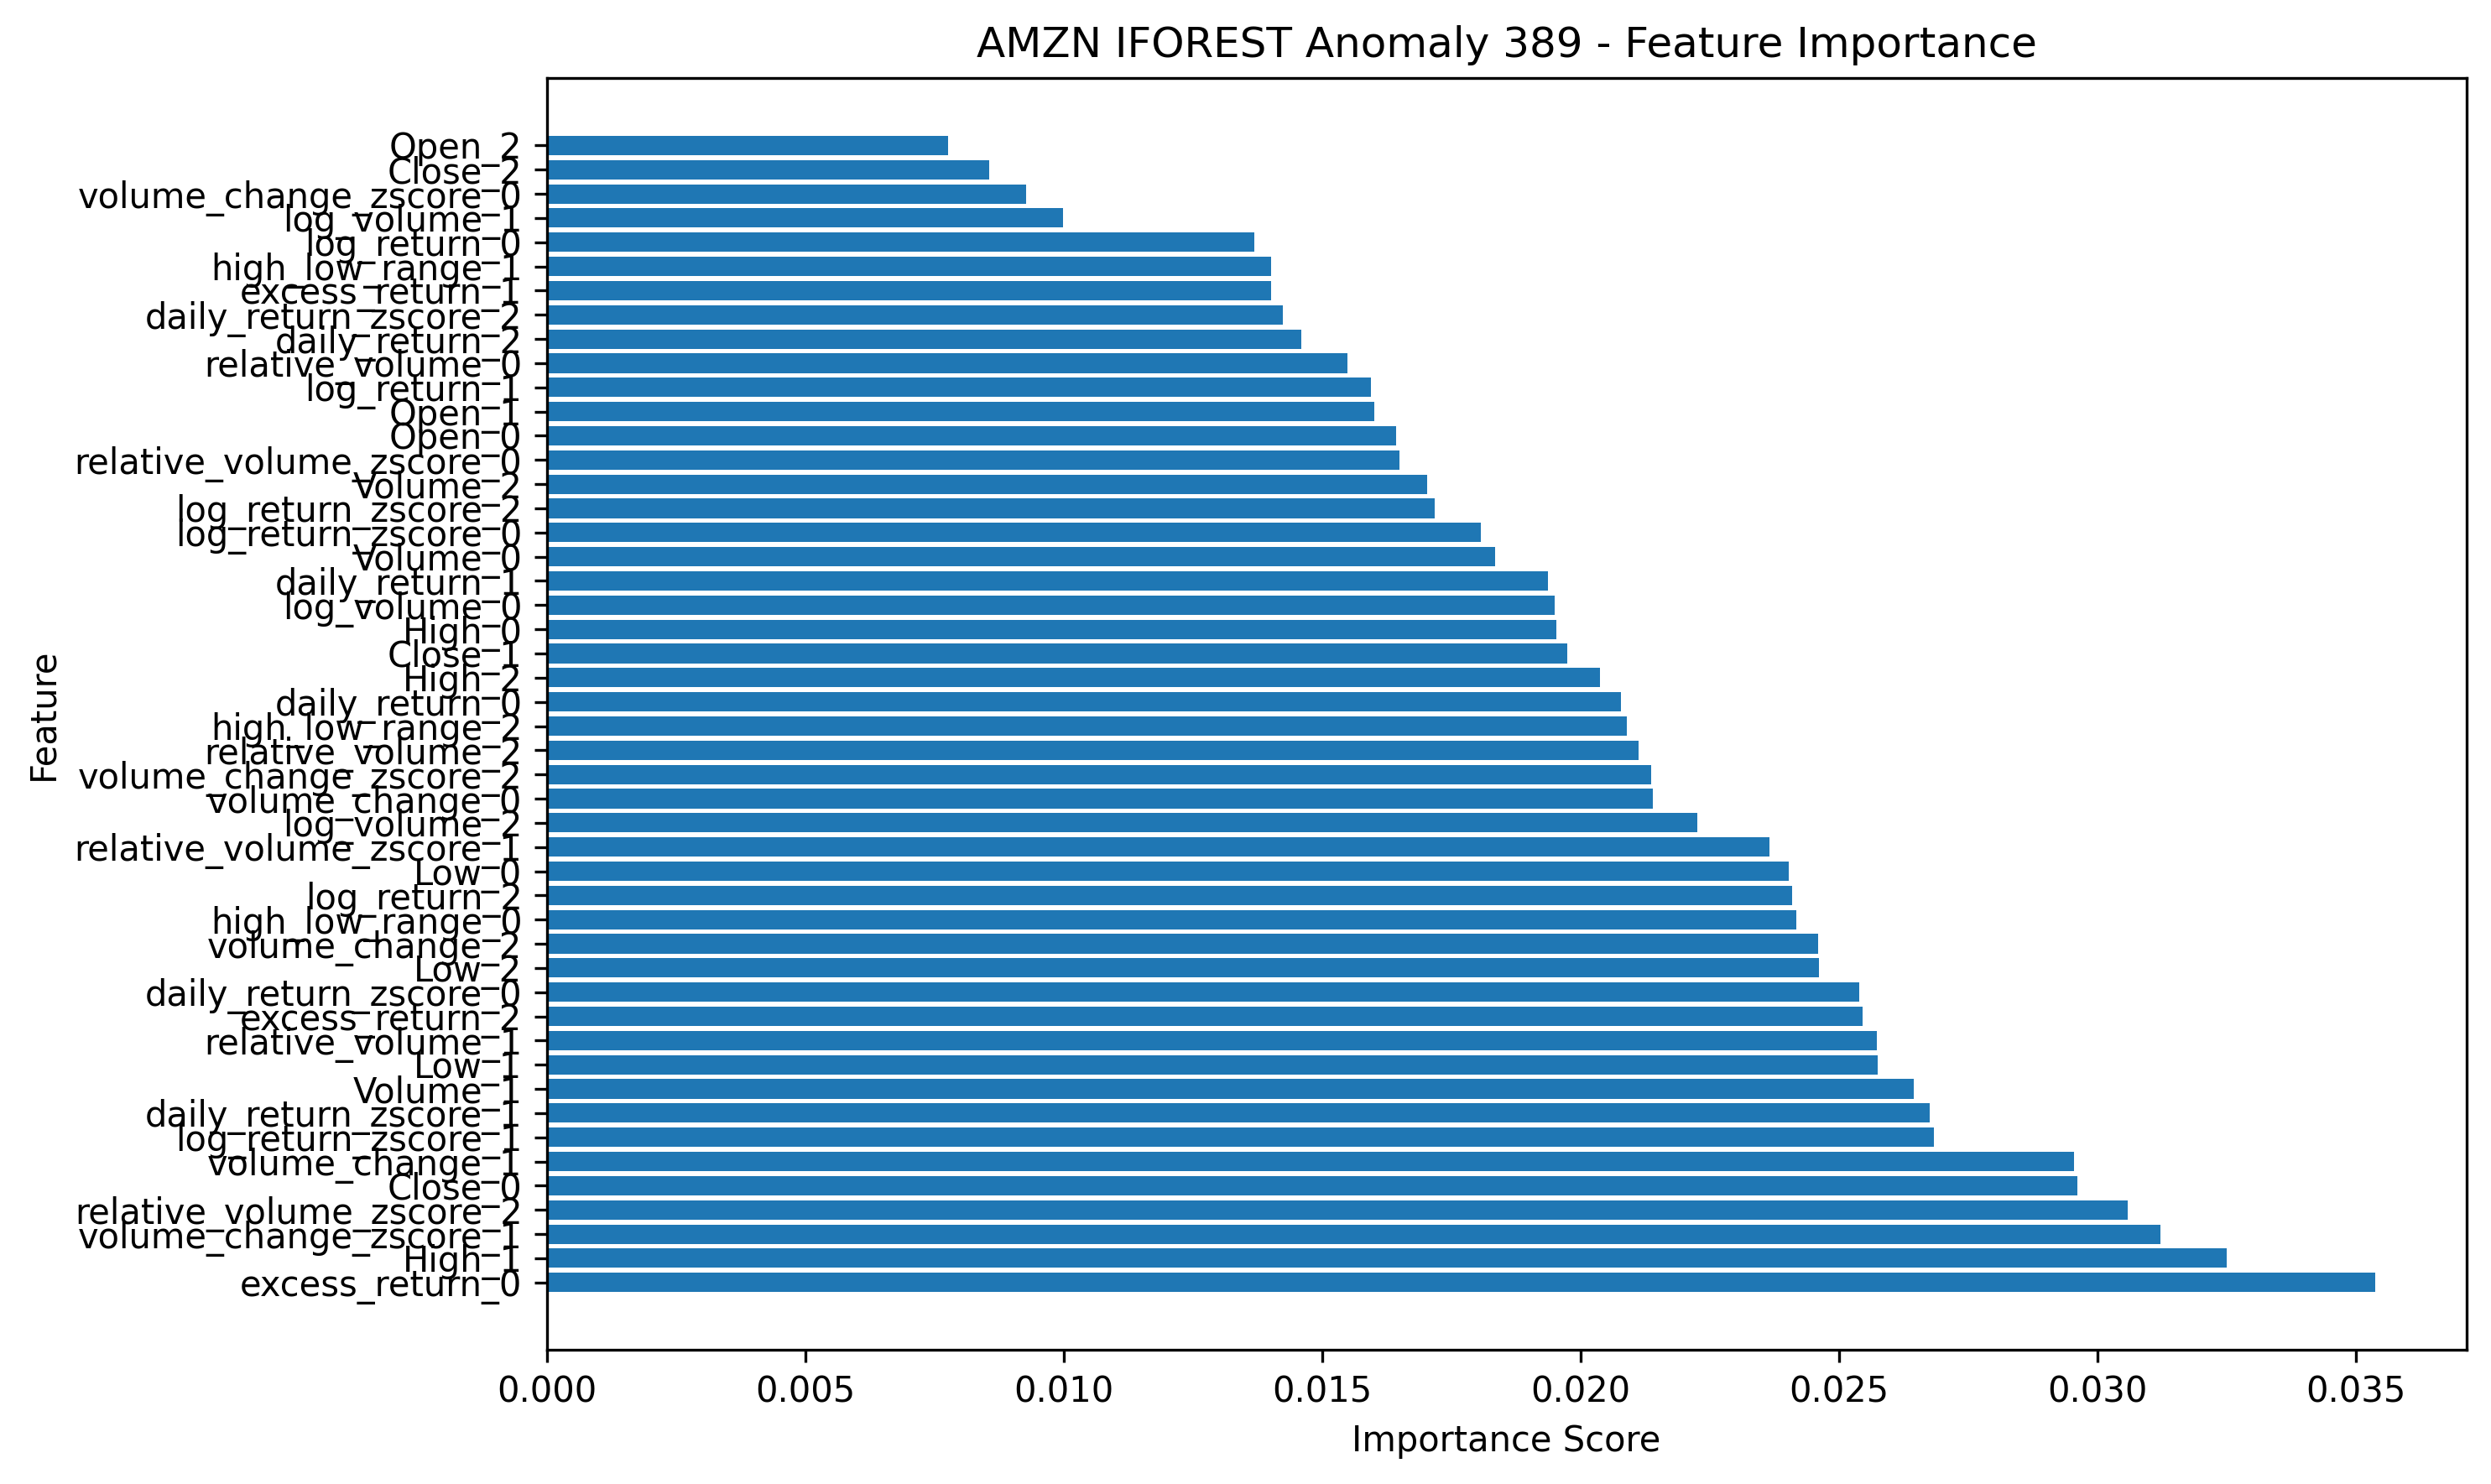 AMZN IFOREST Anomaly 389 - Feature Importance
Open_2
Close_2
volume_change_zscore_0
log_volume_1
log_return_0
high_low_range_1
excess_return_1
daily_return_zscore_2
daily_return_2
relative_volume_0
log_return_1
Open_1
Open_0
relative_volume_zscore_0
Volume_2
log_return_zscore_2
log_return_zscore_0
Volume_0
daily_return_1
log_volume_0
High_0
Close_1
High_2
daily_return_0
high_low_range_2
relative_volume_2
volume_change_zscore_2
volume_change_0
log_volume_2
relative_volume_zscore_1
Low_0
log_return_2
high_low_range_0
volume_change_2
Low_2
daily_return_zscore_0
excess_return_2
relative_volume_1
Low_1
Volume_1
daily_return_zscore_1
log_return_zscore_1
volume_change_1
Close_0
relative_volume_zscore_2
volume_change_zscore_1
High_1
excess_return_0
Feature
0.000 0.005 0.010 0.015 0.020 0.025 0.030 0.035
Importance Score